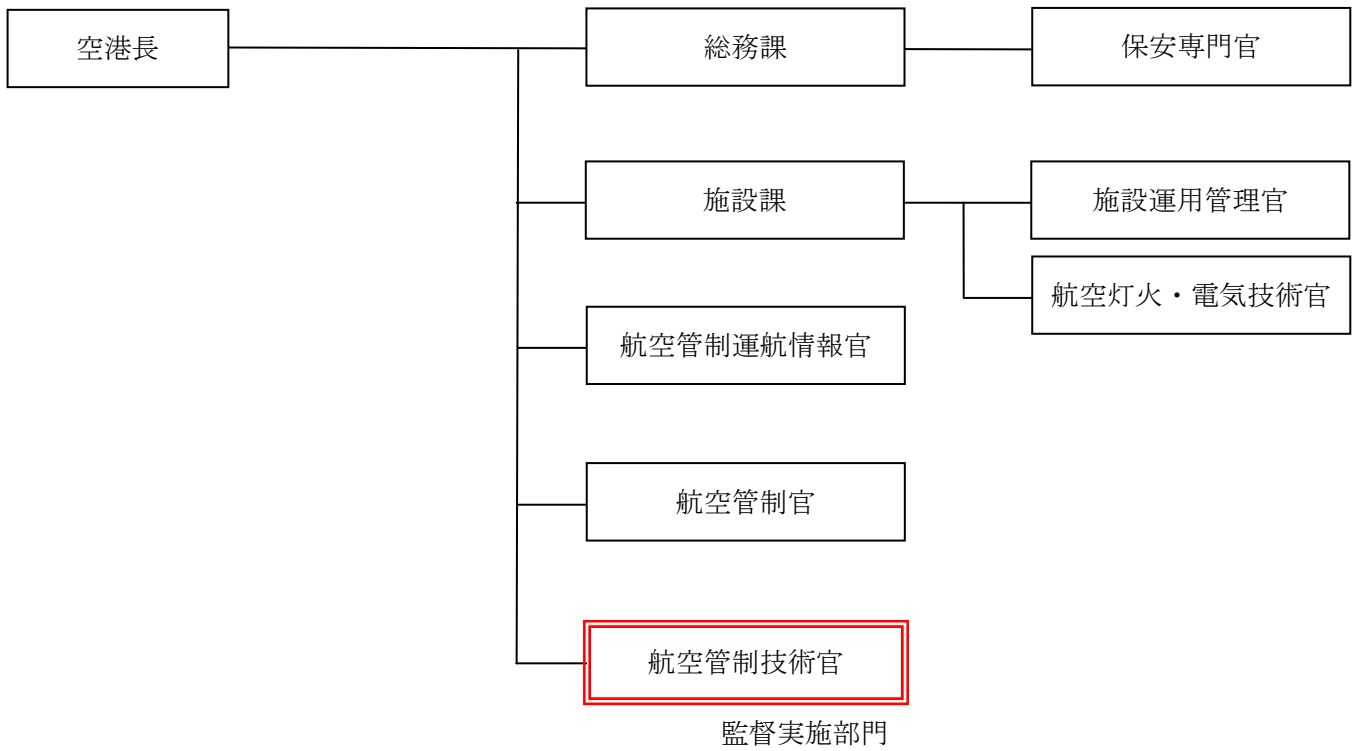 空港長
総務課
保安専門官
施設課
施設運用管理官
航空灯火・電気技術官
航空管制運航情報官
航空管制官
航空管制技術官
監督実施部門